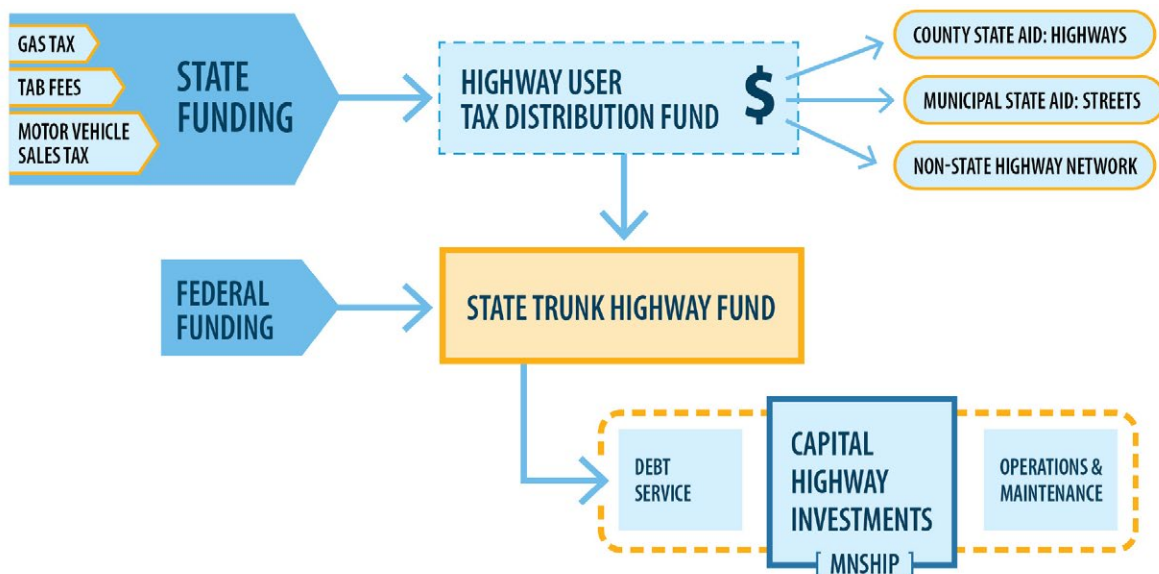 GAS TAX
TAB FEES
MOTOR VEHICLE
SALES TAX
STATE
FUNDING
HIGHWAY USER
TAX DISTRIBUTION FUND
$
COUNTY STATE AID: HIGHWAYS
MUNICIPAL STATE AID: STREETS
NON-STATE HIGHWAY NETWORK
FEDERAL
FUNDING
STATE TRUNK HIGHWAY FUND
DEBT
SERVICE
CAPITAL
HIGHWAY
INVESTMENTS
[ MNSHIP ]
OPERATIONS &
MAINTENANCE